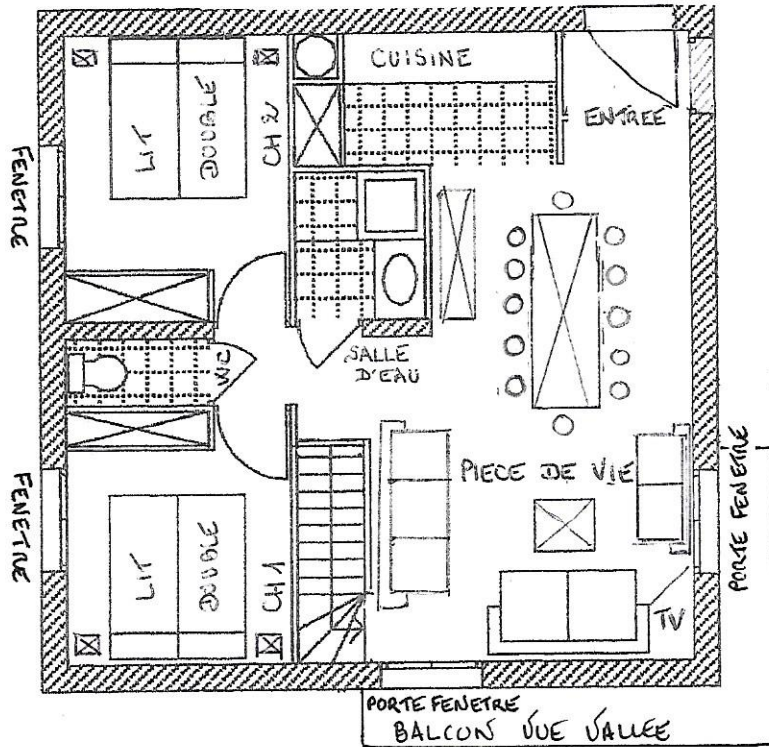 CUISINE
ENTREE
LIT
DOUBLE
CH 2
FENETRE
WC
SALLE
D'EAU
PIECE DE VIE
PORTE FENETRE
FENETRE
LIT
DOUBLE
CH 1
TV
PORTE FENETRE
BALCON VUE VALLEE